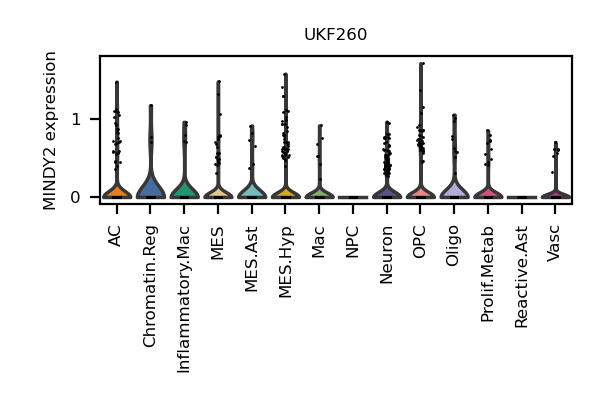 UKF260
MINDY2 expression
1
0
AC
Chromatin.Reg
Inflammatory.Mac
MES
MES.Ast
MES.Hyp
Mac
NPC
Neuron
OPC
Oligo
Prolif.Metab
Reactive.Ast
Vasc